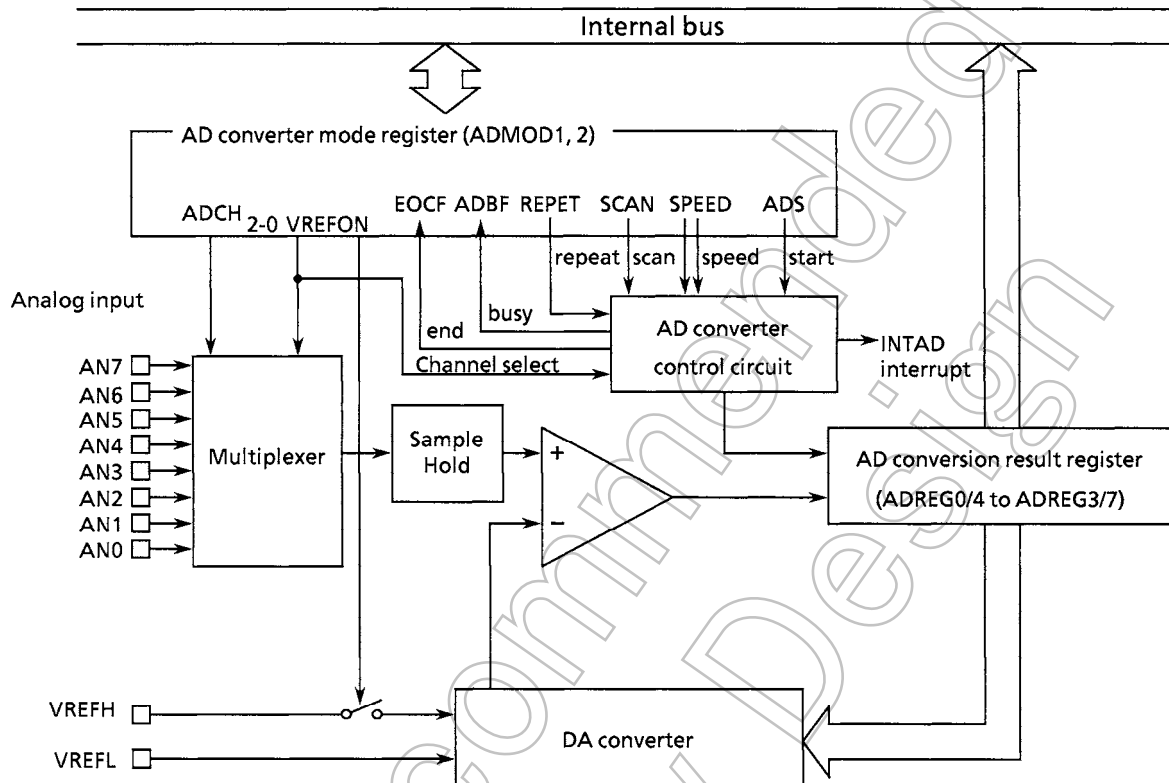 Internal bus
AD converter mode register (ADMOD1, 2)
ADCH
2-0 VREFON
EOCF ADBF REPET SCAN SPEED ADS
repeat scan speed start
Analog input
busy
end
Channel select
AD converter
control circuit
INTAD
interrupt
AN7
AN6
AN5
AN4
AN3
AN2
AN1
AN0
Multiplexer
Sample
Hold
+
−
AD conversion result register
(ADREG0/4 to ADREG3/7)
VREFH
VREFL
DA converter
commended
Design